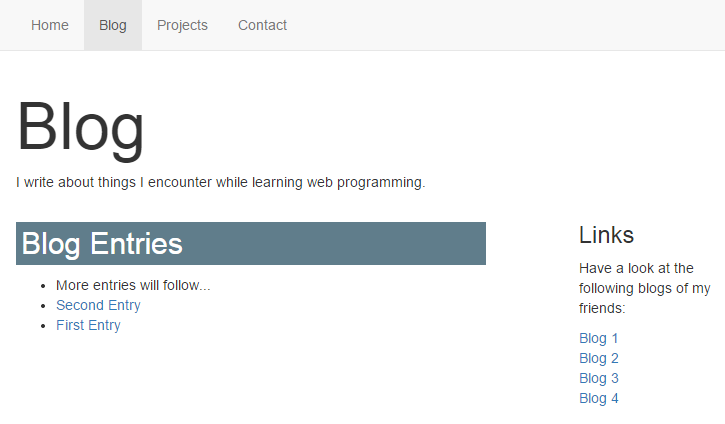 Home Blog Projects Contact
Blog
I write about things I encounter while learning web programming.
Blog Entries
More entries will follow...
Second Entry
First Entry
Links
Have a look at the
following blogs of my
friends:
Blog 1
Blog 2
Blog 3
Blog 4